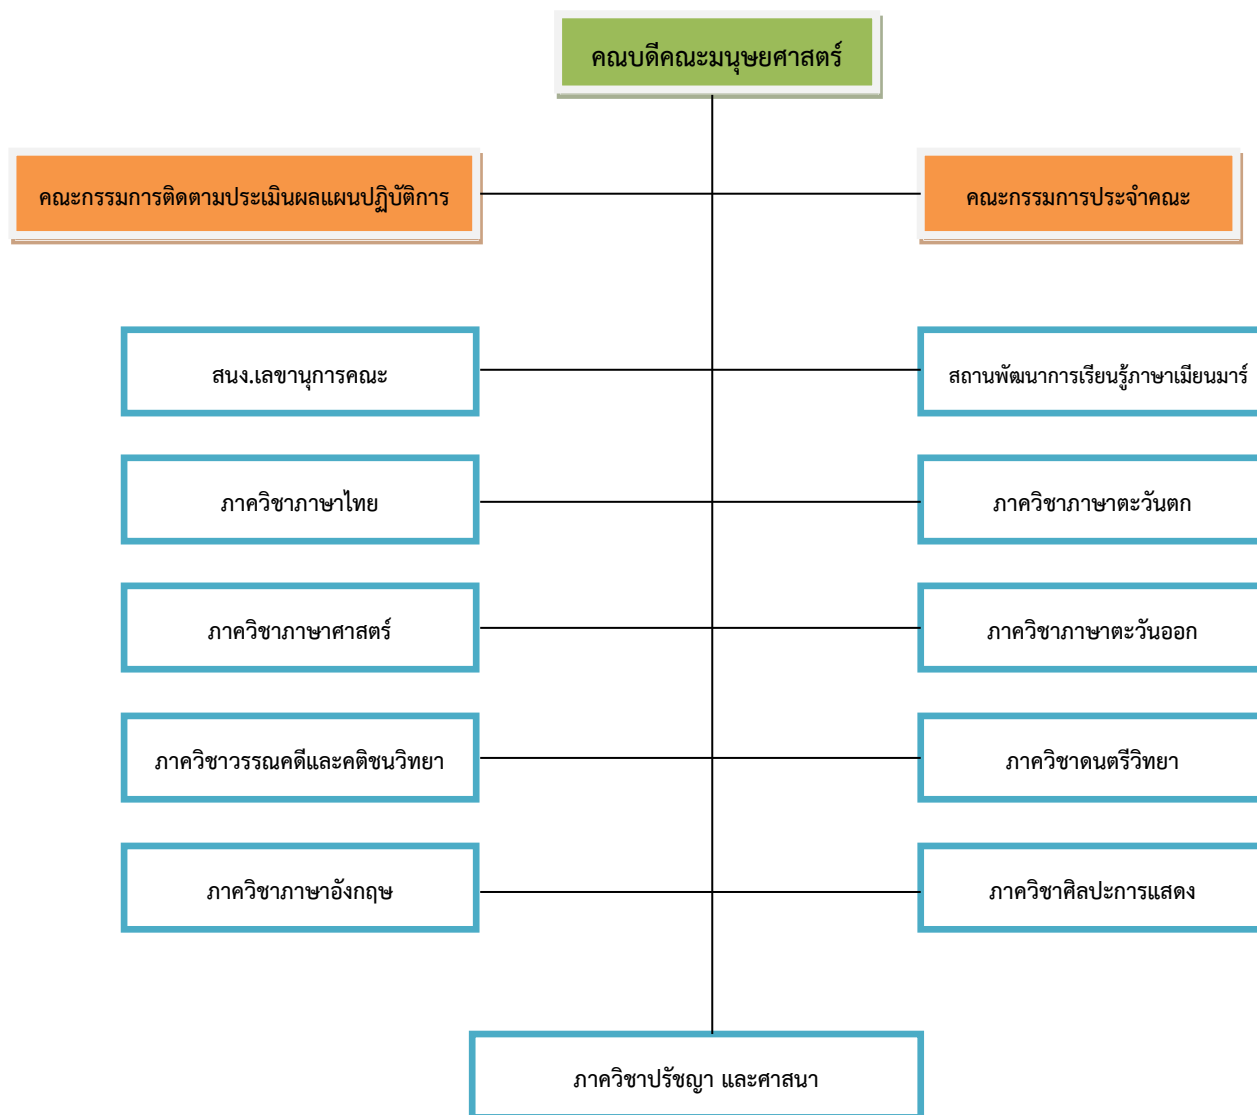 คณบดีคณะมนุษยศาสตร์
คณะกรรมการติดตามประเมินผลแผนปฏิบัติการ
คณะกรรมการประจำคณะ
สนง.เลขานุการคณะ
สถานพัฒนาการเรียนรู้ภาษาเมียนมาร์
ภาควิชาภาษาไทย
ภาควิชาภาษาตะวันตก
ภาควิชาภาษาศาสตร์
ภาควิชาภาษาตะวันออก
ภาควิชาวรรณคดีและคติชนวิทยา
ภาควิชาดนตรีวิทยา
ภาควิชาภาษาอังกฤษ
ภาควิชาศิลปะการแสดง
ภาควิชาปรัชญา และศาสนา